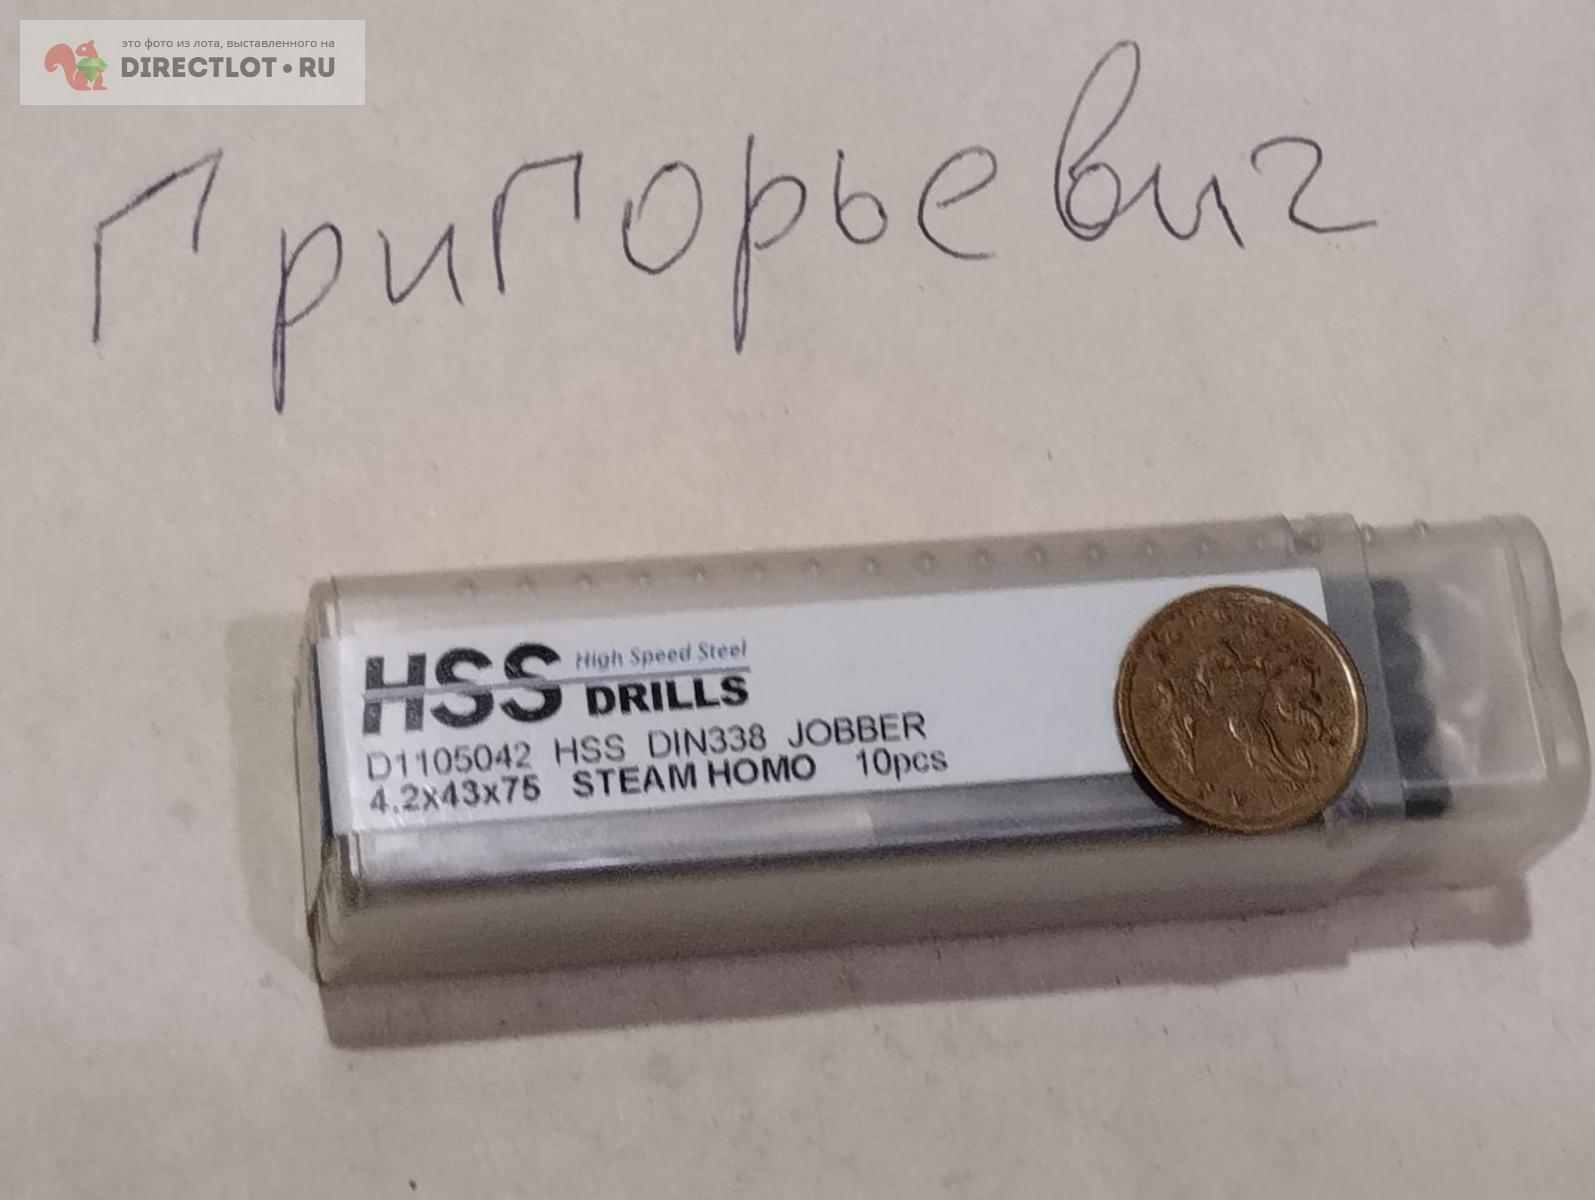 это фото из лота, выставленного на
DIRECTLOT•RU
Григорьевич
HSS High Speed Steel
DRILLS
D1105042 HSS DIN338 JOBBER
4.2x43x75 STEAM HOMO 10pcs